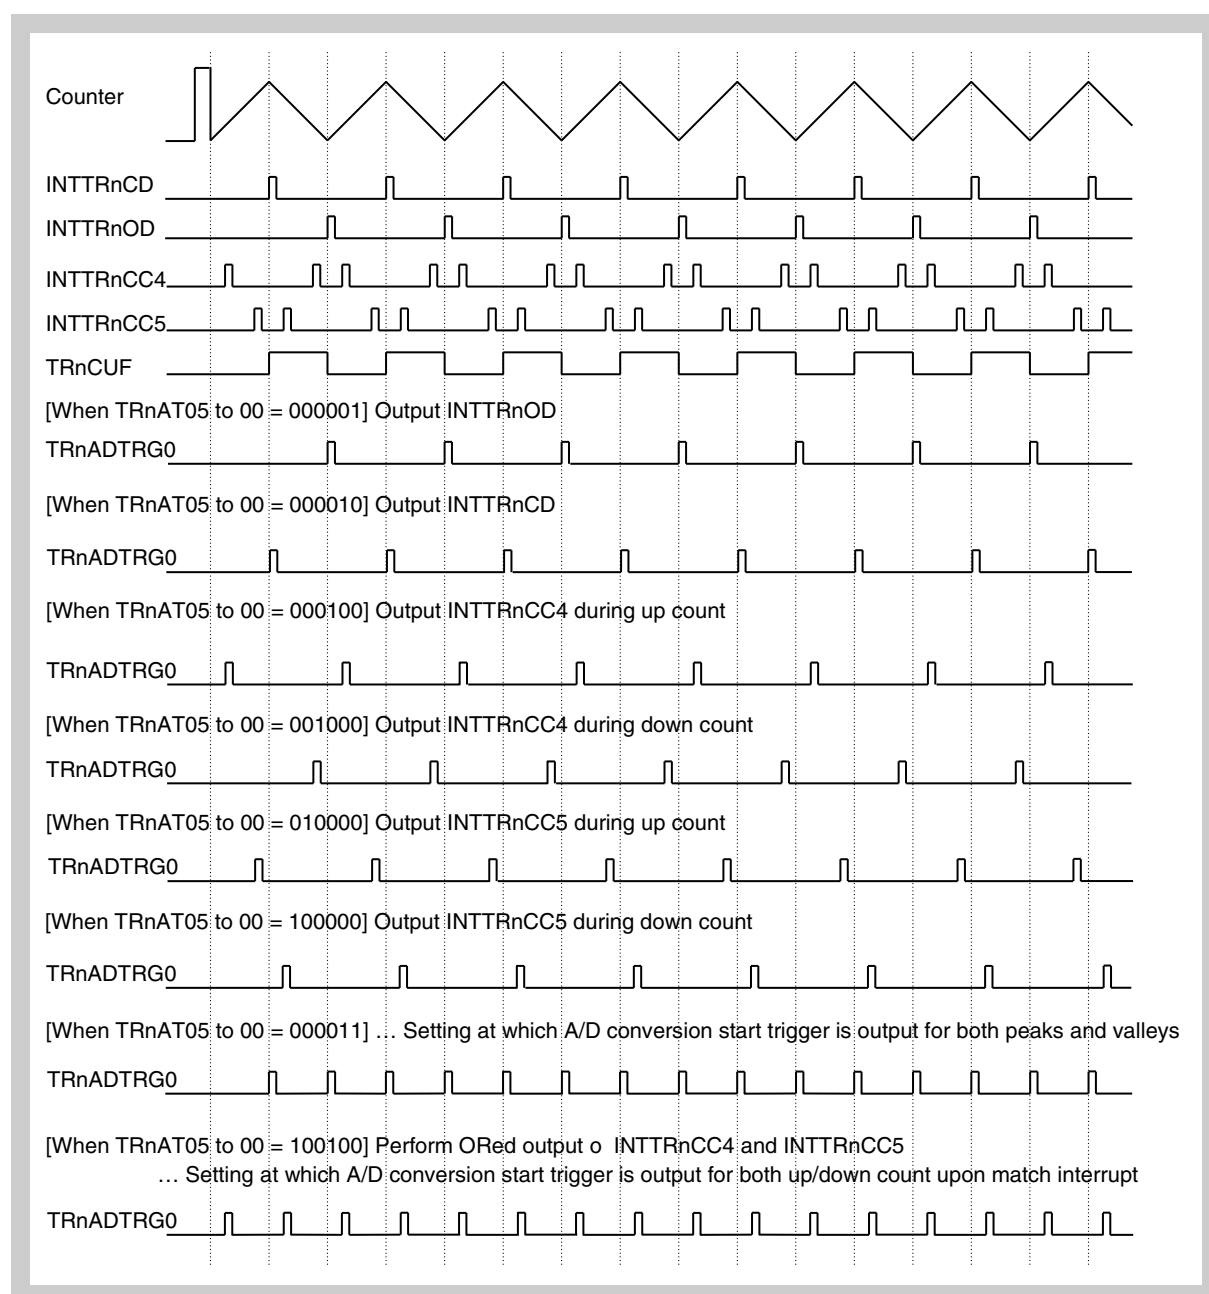 Counter
INTTRnCD
INTTRnOD
INTTRnCC4
INTTRnCC5
TRnCUF
[When TRnAT05 to 00 = 000001] Output INTTRnOD
TRnADTRG0
[When TRnAT05 to 00 = 000010] Output INTTRnCD
TRnADTRG0
[When TRnAT05 to 00 = 000100] Output INTTRnCC4 during up count
TRnADTRG0
[When TRnAT05 to 00 = 001000] Output INTTRnCC4 during down count
TRnADTRG0
[When TRnAT05 to 00 = 010000] Output INTTRnCC5 during up count
TRnADTRG0
[When TRnAT05 to 00 = 100000] Output INTTRnCC5 during down count
TRnADTRG0
[When TRnAT05 to 00 = 000011] … Setting at which A/D conversion start trigger is output for both peaks and valleys
TRnADTRG0
[When TRnAT05 to 00 = 100100] Perform ORed output o INTTRnCC4 and INTTRnCC5
… Setting at which A/D conversion start trigger is output for both up/down count upon match interrupt
TRnADTRG0